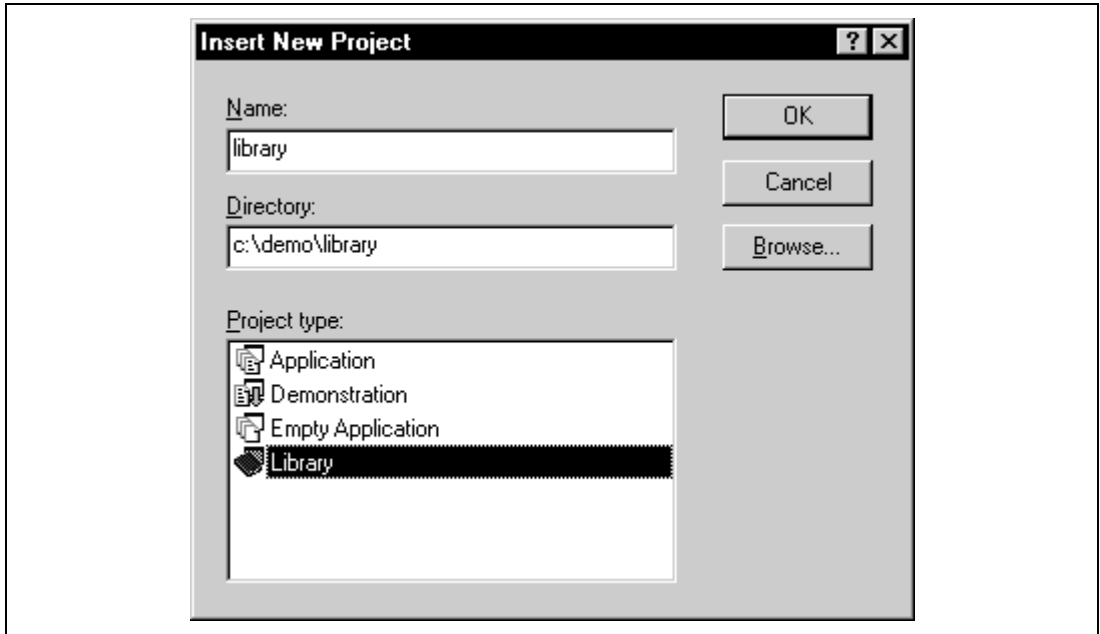 Insert New Project
Name:
library
OK
Cancel
Directory:
c:\demo\library
Browse...
Project type:
Application
Demonstration
Empty Application
Library